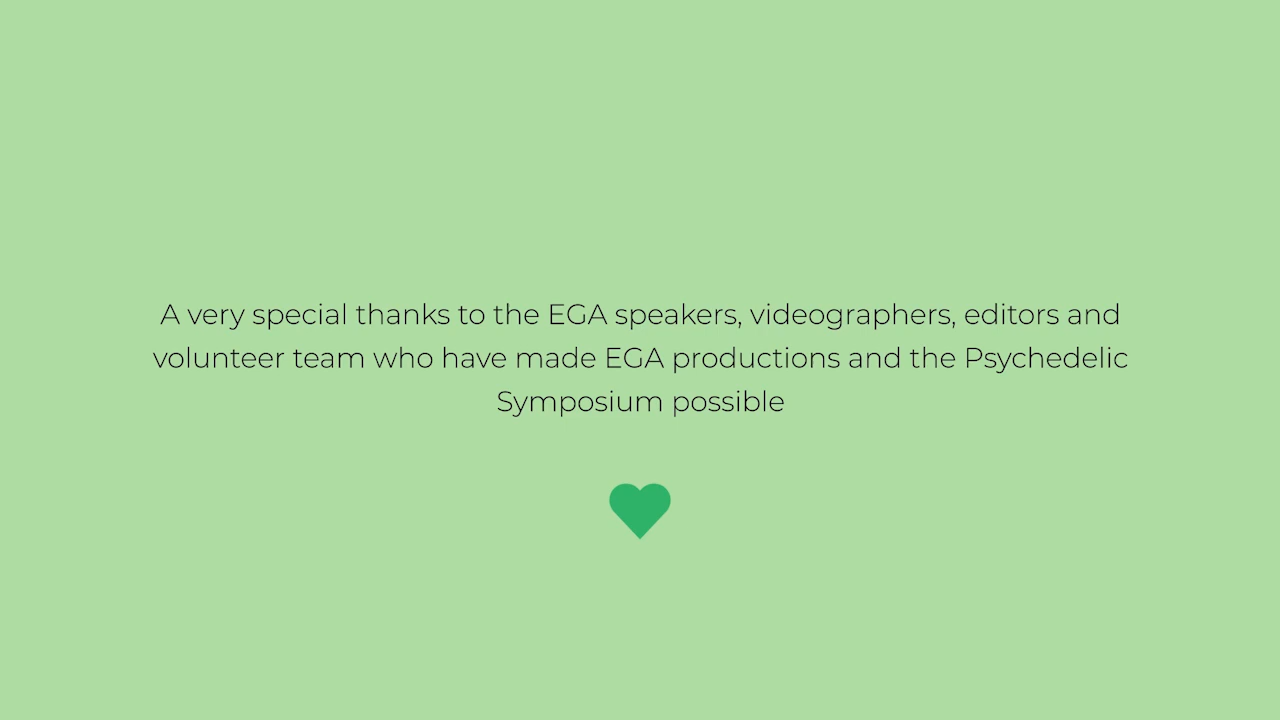 A very special thanks to the EGA speakers, videographers, editors and
volunteer team who have made EGA productions and the Psychedelic
Symposium possible